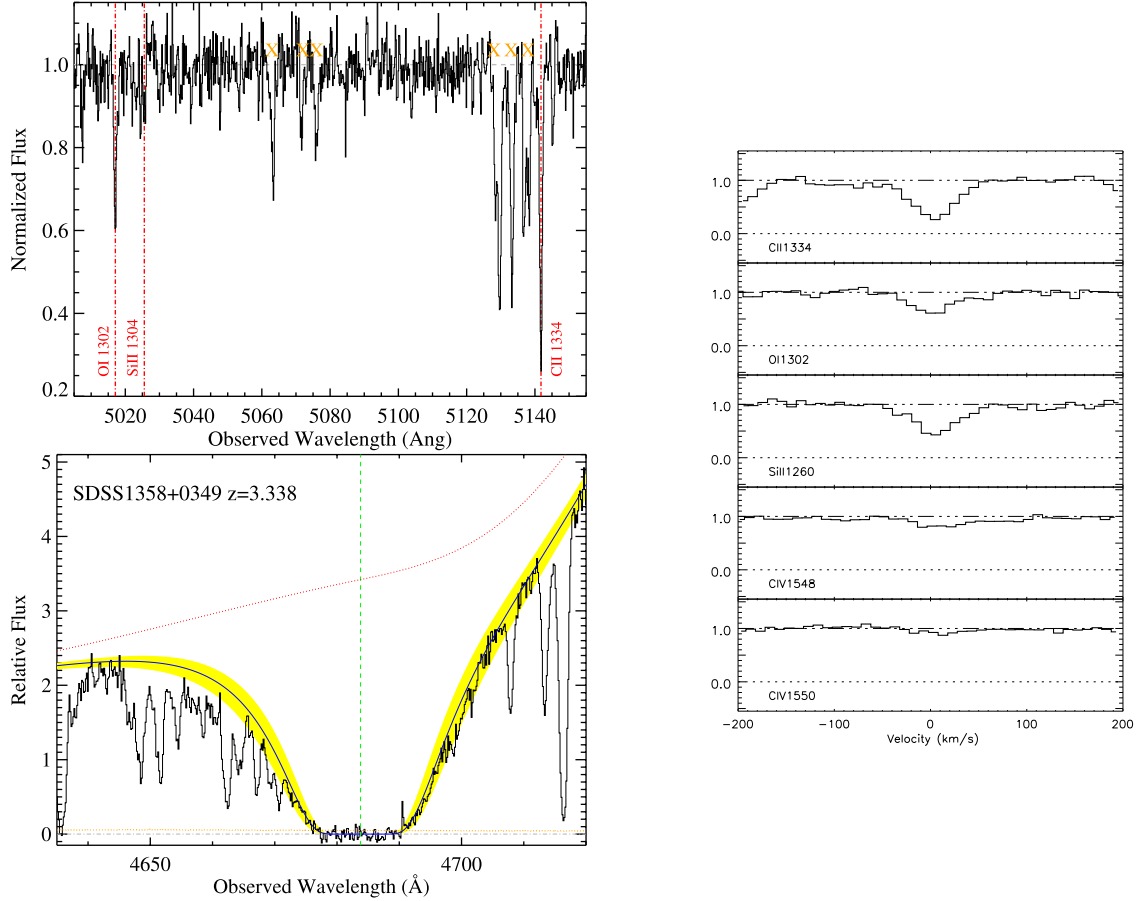 X X X X X X
1.0
0.8
0.6
0.4
0.2
Normalized Flux
OI 1302
SiII 1304
CII 1334
5020 5040 5060 5080 5100 5120 5140
Observed Wavelength (Ang)
SDSS1358+0349 z=3.338
5
4
3
2
1
0
Relative Flux
4650 4700
Observed Wavelength (Å)
1.0
0.0
CII1334
1.0
0.0
OI1302
1.0
0.0
SiII1260
1.0
0.0
CIV1548
1.0
0.0
CIV1550
−200 −100 0 100 200
Velocity (km/s)